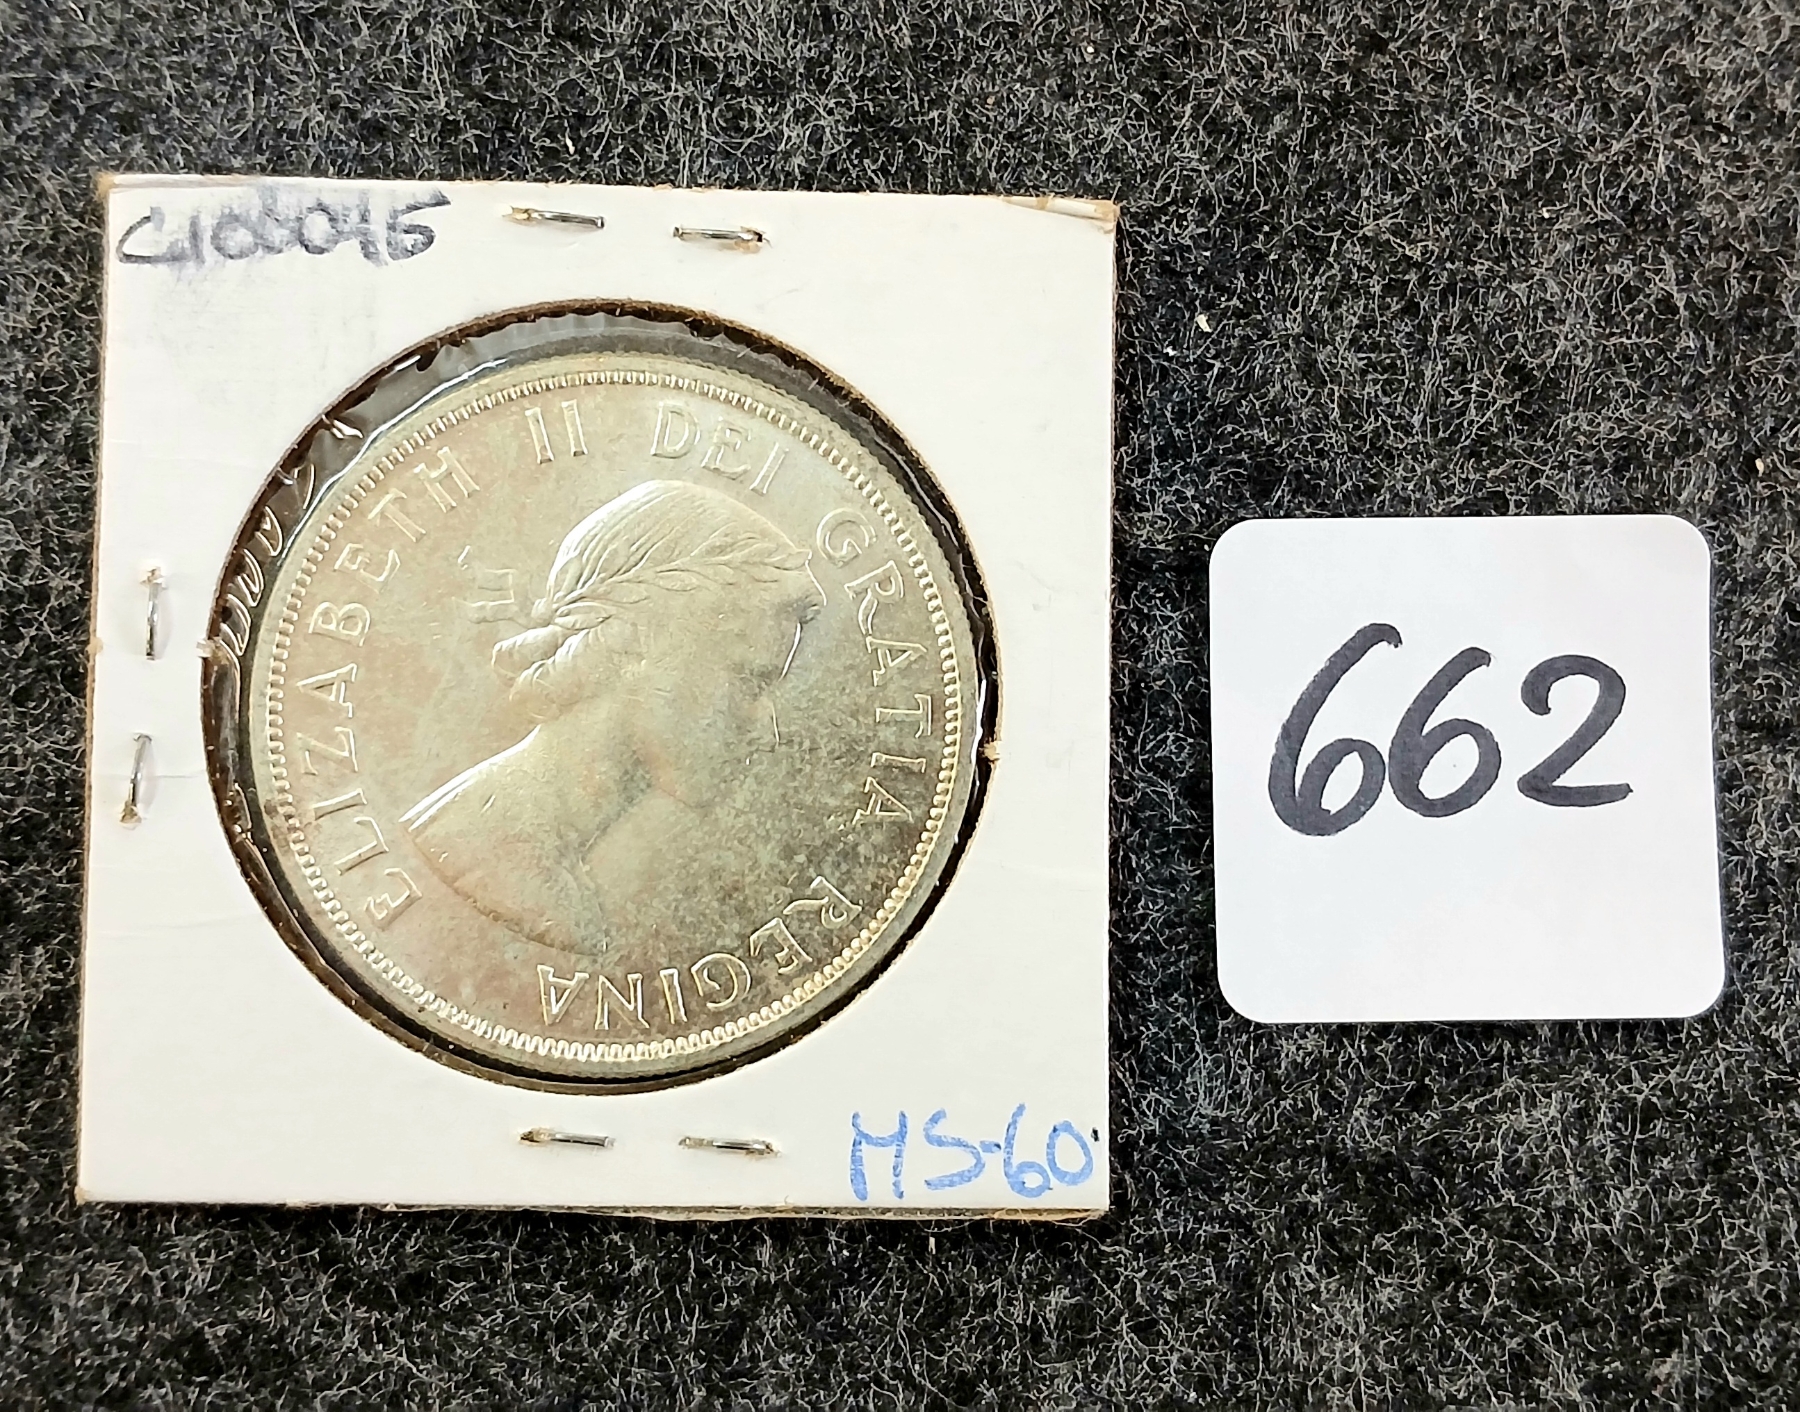 ELIZABETH II DEI GRATIA REGINA
MS-60
662